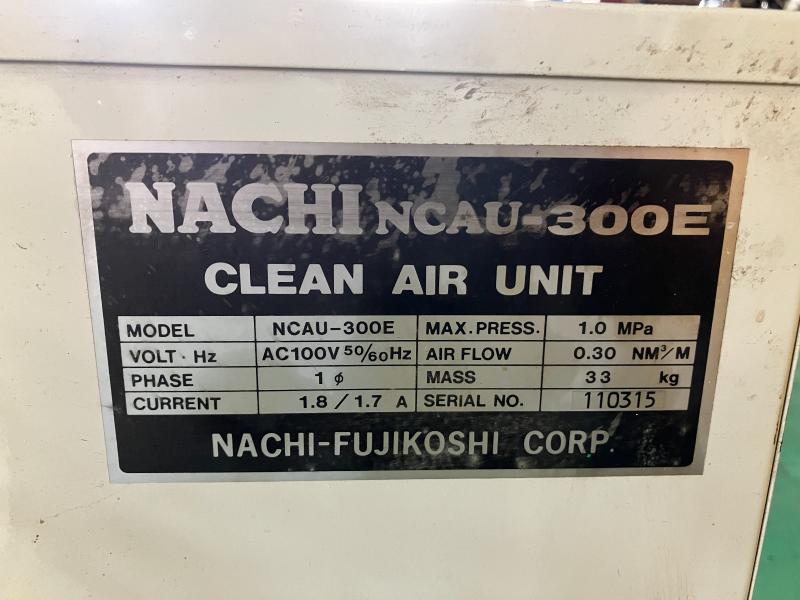 NACHI NCAU-300E
CLEAN AIR UNIT
MODEL NCAU-300E MAX. PRESS. 1.0 MPa
VOLT · Hz AC100V 50/60Hz AIR FLOW 0.30 NM³/M
PHASE 1 φ MASS 33 kg
CURRENT 1.8 / 1.7 A SERIAL NO. 110315
NACHI-FUJIKOSHI CORP.